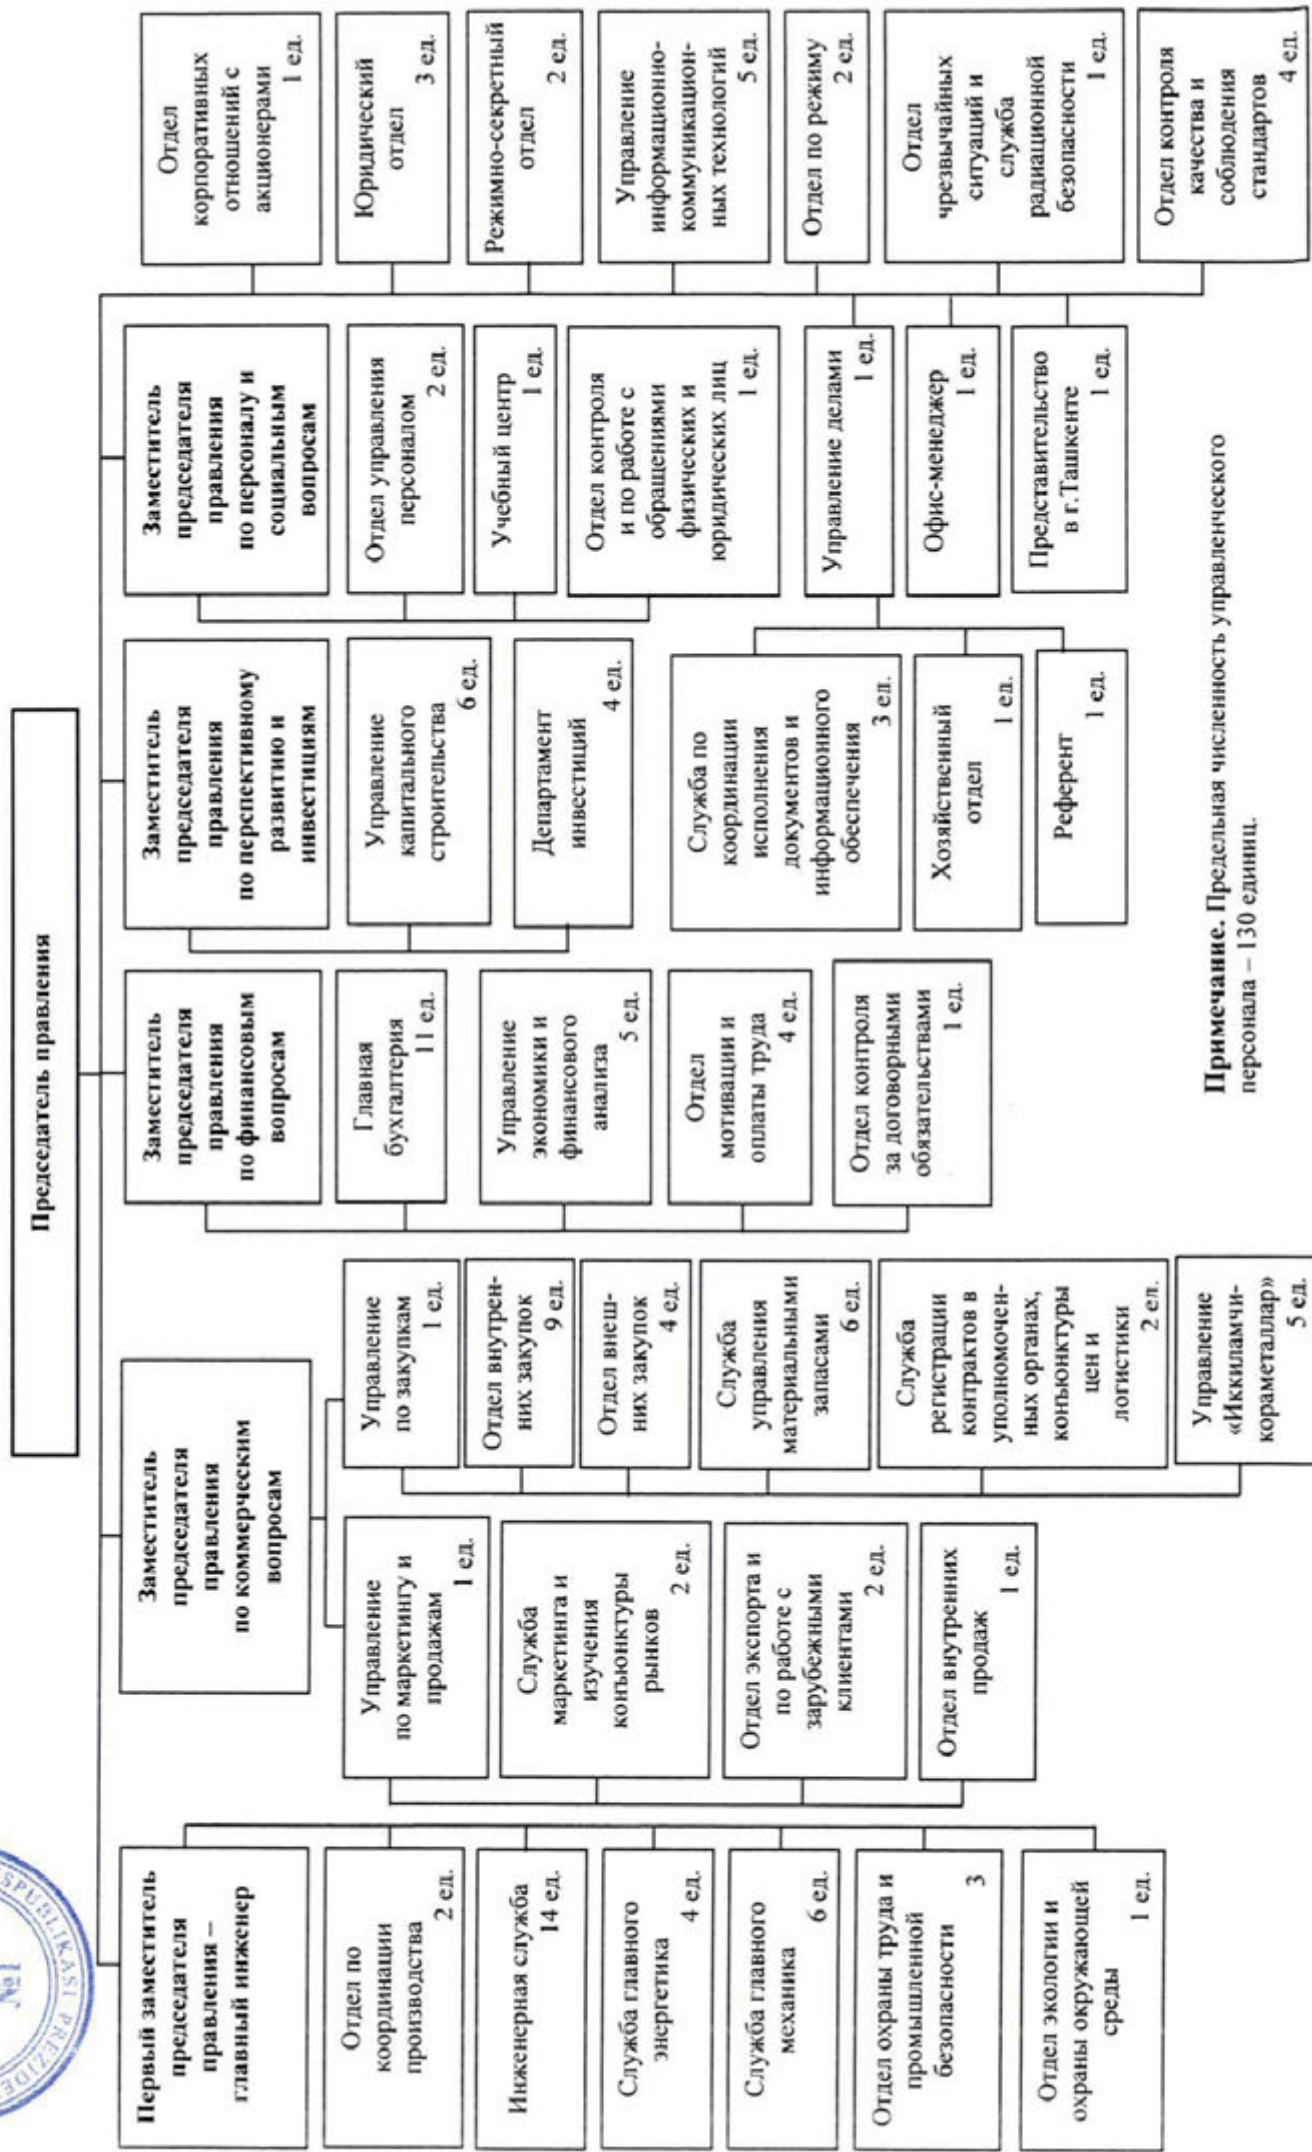 Председатель правления
Первый заместитель
председателя
правления –
главный инженер
Отдел по
координации
производства
2 ед.
Инженерная служба
14 ед.
Служба главного
энергетика
4 ед.
Служба главного
механика
6 ед.
Отдел охраны труда и
промышленной
безопасности
3
Отдел экологии и
охраны окружающей
среды
1 ед.
Заместитель
председателя
правления
по коммерческим
вопросам
Управление
по маркетингу и
продажам
1 ед.
Служба
маркетинга и
изучения
конъюнктуры
рынков
2 ед.
Отдел экспорта и
по работе с
зарубежными
клиентами
2 ед.
Отдел внутренних
продаж
1 ед.
Управление
по закупкам
1 ед.
Отдел внутрен-
них закупок
9 ед.
Отдел внеш-
них закупок
4 ед.
Служба
управления
материальными
запасами
6 ед.
Служба
регистрации
контрактов в
уполномочен-
ных органах,
конъюнктуры
цен и
логистики
2 ед.
Управление
«Иккиламчи-
кораметаллар»
5 ед.
Заместитель
председателя
правления
по финансовым
вопросам
Главная
бухгалтерия
11 ед.
Управление
экономики и
финансового
анализа
5 ед.
Отдел
мотивации и
оплаты труда
4 ед.
Отдел контроля
за договорными
обязательствами
1 ед.
Заместитель
председателя
правления
по перспективному
развитию и
инвестициям
Управление
капитального
строительства
6 ед.
Департамент
инвестиций
4 ед.
Служба по
координации
исполнения
документов и
информационного
обеспечения
3 ед.
Хозяйственный
отдел
1 ед.
Референт
1 ед.
Заместитель
председателя
правления
по персоналу и
социальным
вопросам
Отдел управления
персоналом
2 ед.
Учебный центр
1 ед.
Отдел контроля
и по работе с
обращениями
физических и
юридических лиц
1 ед.
Управление делами
1 ед.
Офис-менеджер
1 ед.
Представительство
в г.Ташкенте
1 ед.
Отдел
корпоративных
отношений с
акционерами
1 ед.
Юридический
отдел
3 ед.
Режимно-секретный
отдел
2 ед.
Управление
информационно-
коммуникацион-
ных технологий
5 ед.
Отдел по режиму
2 ед.
Отдел
чрезвычайных
ситуаций и
служба
радиационной
безопасности
1 ед.
Отдел контроля
качества и
соблюдения
стандартов
4 ед.
Примечание. Предельная численность управленческого
персонала – 130 единиц.
№1